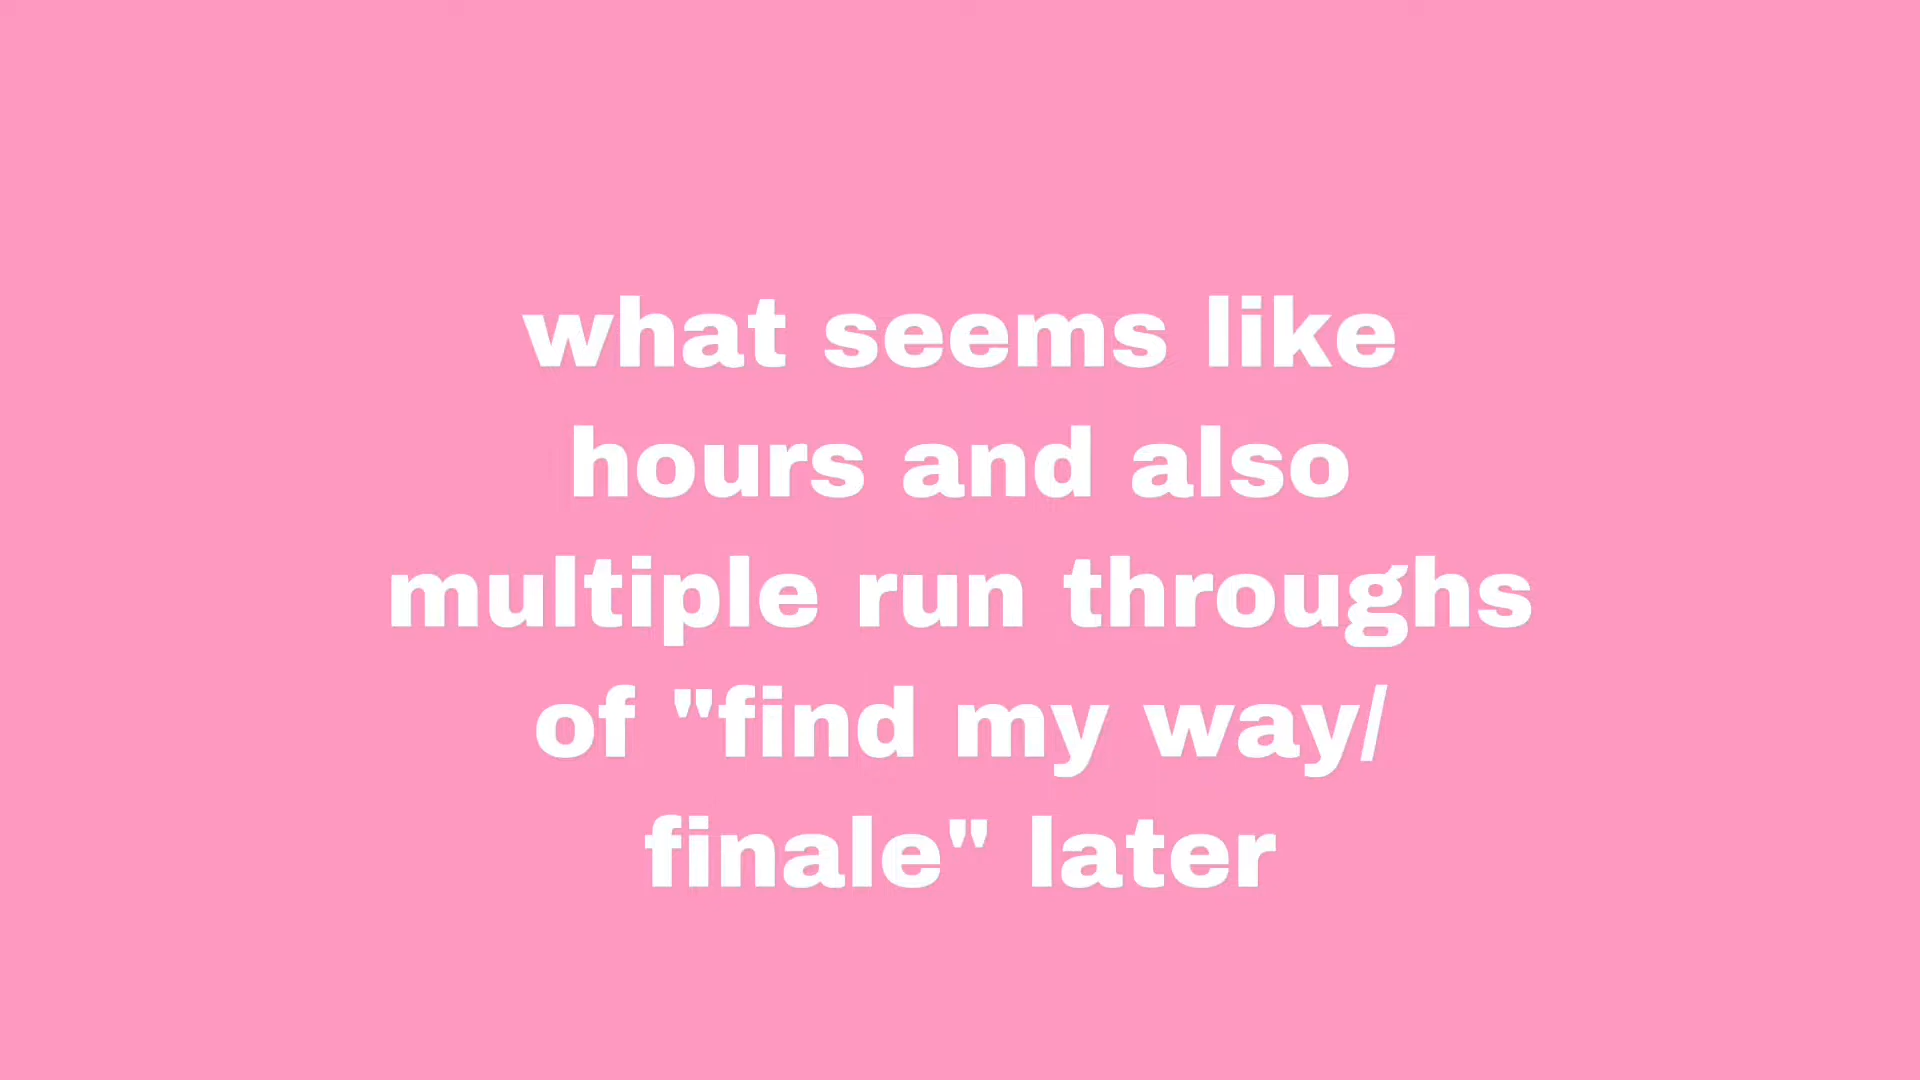 what seems like
hours and also
multiple run throughs
of "find my way/
finale" later